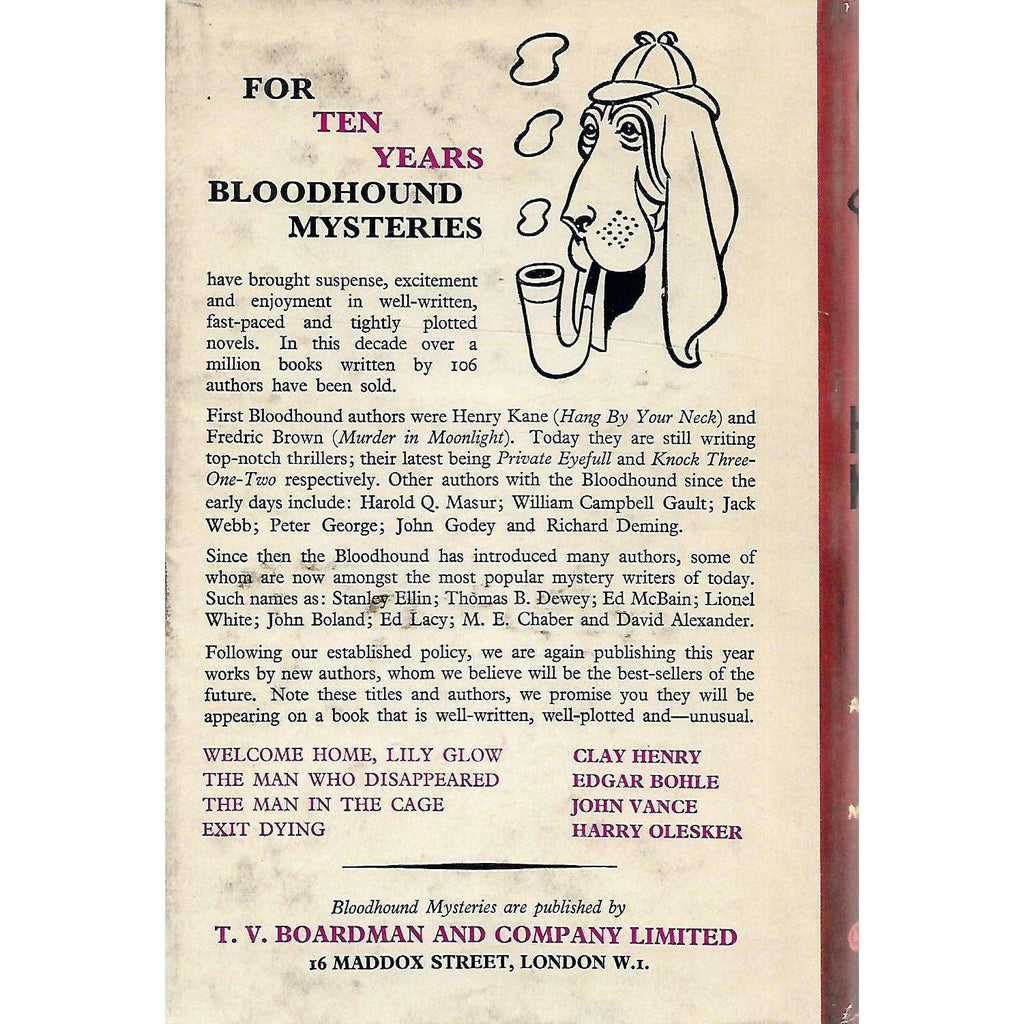 FOR
TEN
YEARS
BLOODHOUND
MYSTERIES
have brought suspense, excitement
and enjoyment in well-written,
fast-paced and tightly plotted
novels. In this decade over a
million books written by 106
authors have been sold.
First Bloodhound authors were Henry Kane (Hang By Your Neck) and
Fredric Brown (Murder in Moonlight). Today they are still writing
top-notch thrillers; their latest being Private Eyefull and Knock Three-
One-Two respectively. Other authors with the Bloodhound since the
early days include: Harold Q. Masur; William Campbell Gault; Jack
Webb; Peter George; John Godey and Richard Deming.
Since then the Bloodhound has introduced many authors, some of
whom are now amongst the most popular mystery writers of today.
Such names as: Stanley Ellin; Thomas B. Dewey; Ed McBain; Lionel
White; John Boland; Ed Lacy; M. E. Chaber and David Alexander.
Following our established policy, we are again publishing this year
works by new authors, whom we believe will be the best-sellers of the
future. Note these titles and authors, we promise you they will be
appearing on a book that is well-written, well-plotted and—unusual.
WELCOME HOME, LILY GLOW CLAY HENRY
THE MAN WHO DISAPPEARED EDGAR BOHLE
THE MAN IN THE CAGE JOHN VANCE
EXIT DYING HARRY OLESKER
Bloodhound Mysteries are published by
T. V. BOARDMAN AND COMPANY LIMITED
16 MADDOX STREET, LONDON W.1.